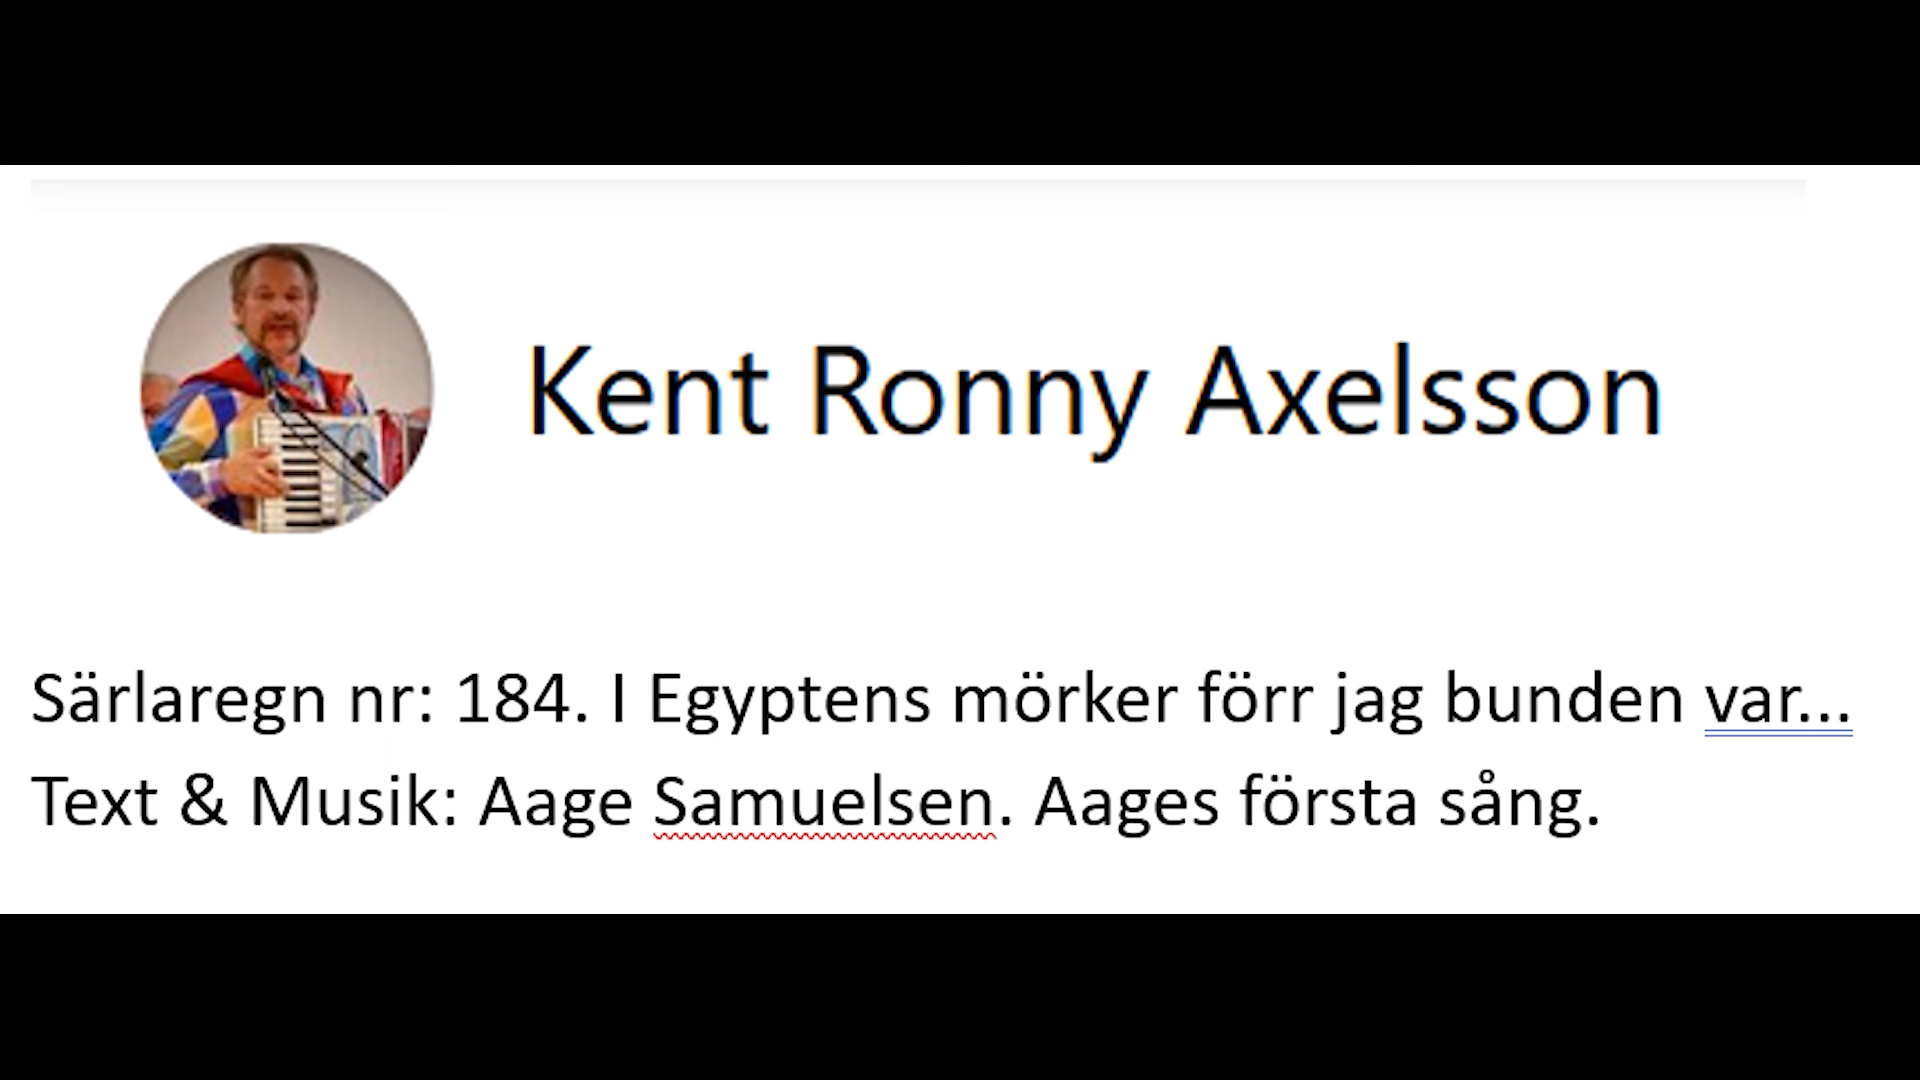 Kent Ronny Axelsson
Särlaregn nr: 184. I Egyptens mörker förr jag bunden var...
Text & Musik: Aage Samuelsen. Aages första sång.